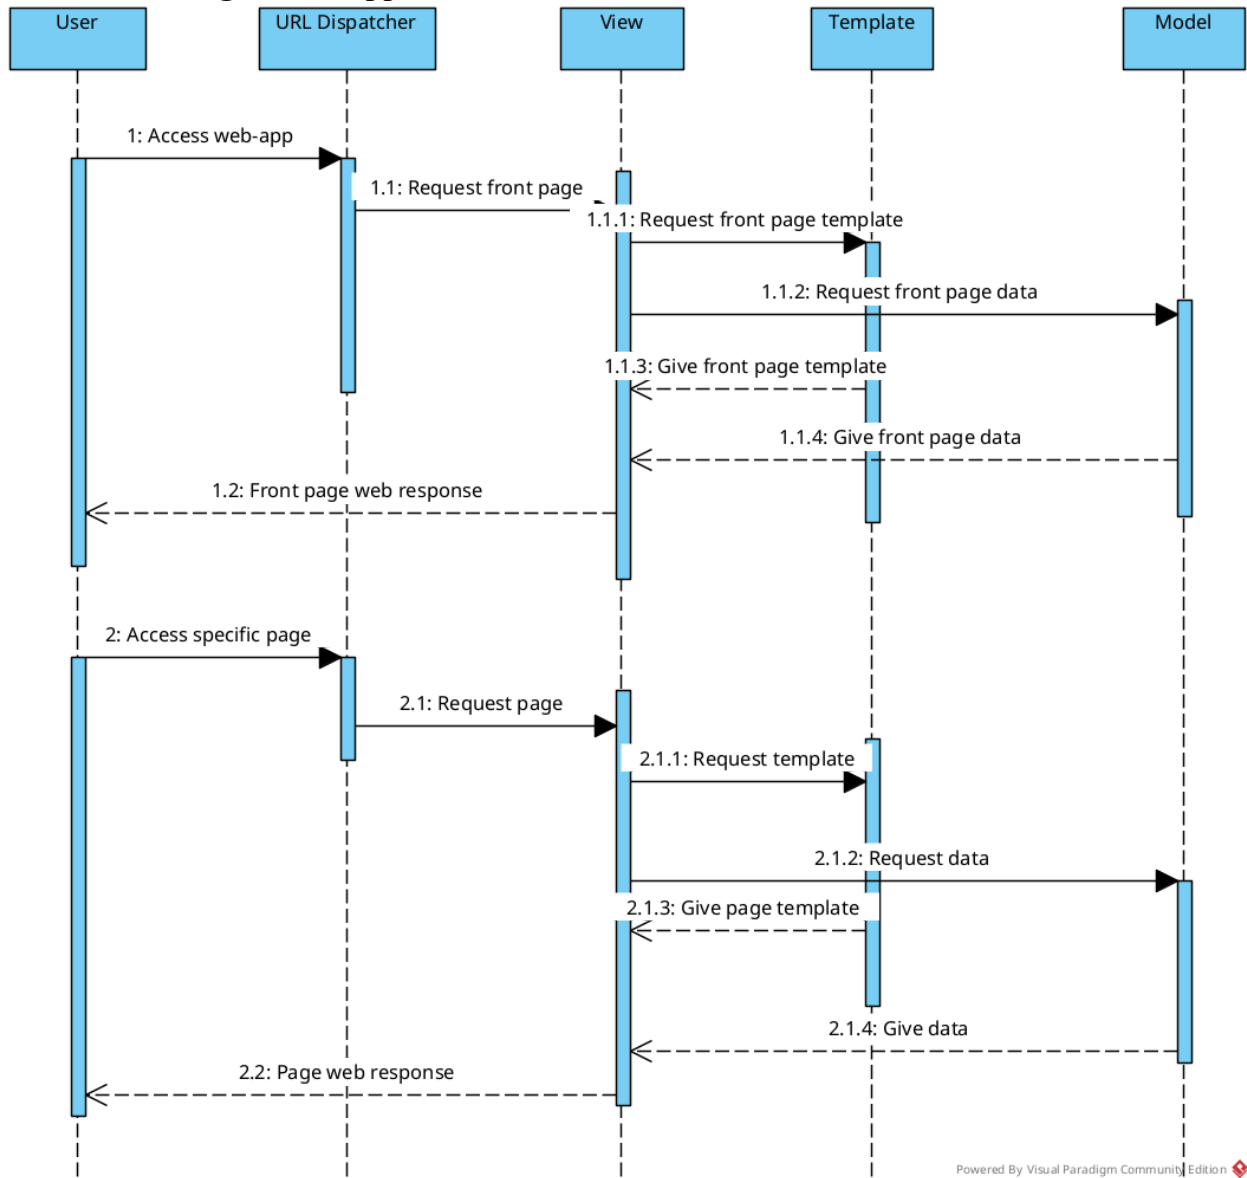 User
URL Dispatcher
View
Template
Model
1: Access web-app
1.1: Request front page
1.1.1: Request front page template
1.1.2: Request front page data
1.1.3: Give front page template
1.1.4: Give front page data
1.2: Front page web response
2: Access specific page
2.1: Request page
2.1.1: Request template
2.1.2: Request data
2.1.3: Give page template
2.1.4: Give data
2.2: Page web response
Powered By Visual Paradigm Community Edition